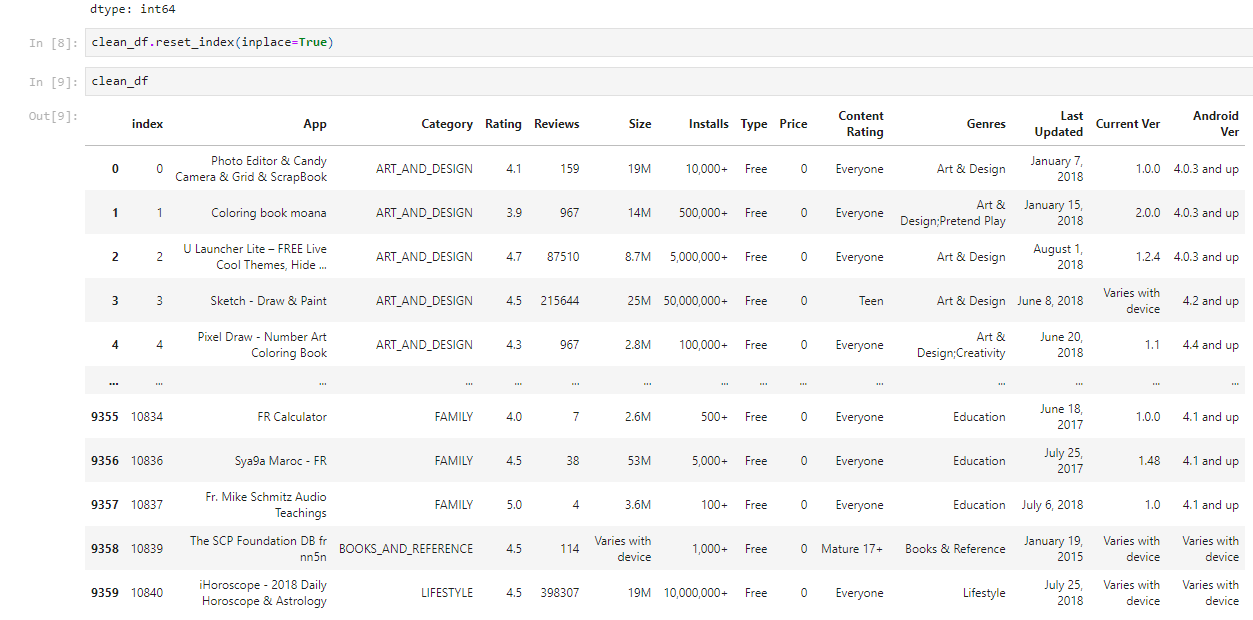 dtype: int64
In [8]: clean_df.reset_index(inplace=True)
In [9]: clean_df
Out[9]:
index App Category Rating Reviews Size Installs Type Price Content Rating Genres Last Updated Current Ver Android Ver
0 0 Photo Editor & Candy Camera & Grid & ScrapBook ART_AND_DESIGN 4.1 159 19M 10,000+ Free 0 Everyone Art & Design January 7, 2018 1.0.0 4.0.3 and up
1 1 Coloring book moana ART_AND_DESIGN 3.9 967 14M 500,000+ Free 0 Everyone Art & Design;Pretend Play January 15, 2018 2.0.0 4.0.3 and up
2 2 U Launcher Lite – FREE Live Cool Themes, Hide ... ART_AND_DESIGN 4.7 87510 8.7M 5,000,000+ Free 0 Everyone Art & Design August 1, 2018 1.2.4 4.0.3 and up
3 3 Sketch - Draw & Paint ART_AND_DESIGN 4.5 215644 25M 50,000,000+ Free 0 Teen Art & Design June 8, 2018 Varies with device 4.2 and up
4 4 Pixel Draw - Number Art Coloring Book ART_AND_DESIGN 4.3 967 2.8M 100,000+ Free 0 Everyone Art & Design;Creativity June 20, 2018 1.1 4.4 and up
... ... ... ... ... ... ... ... ... ... ... ... ... ... ...
9355 10834 FR Calculator FAMILY 4.0 7 2.6M 500+ Free 0 Everyone Education June 18, 2017 1.0.0 4.1 and up
9356 10836 Sya9a Maroc - FR FAMILY 4.5 38 53M 5,000+ Free 0 Everyone Education July 25, 2017 1.48 4.1 and up
9357 10837 Fr. Mike Schmitz Audio Teachings FAMILY 5.0 4 3.6M 100+ Free 0 Everyone Education July 6, 2018 1.0 4.1 and up
9358 10839 The SCP Foundation DB fr nn5n BOOKS_AND_REFERENCE 4.5 114 Varies with device 1,000+ Free 0 Mature 17+ Books & Reference January 19, 2015 Varies with device Varies with device
9359 10840 iHoroscope - 2018 Daily Horoscope & Astrology LIFESTYLE 4.5 398307 19M 10,000,000+ Free 0 Everyone Lifestyle July 25, 2018 Varies with device Varies with device